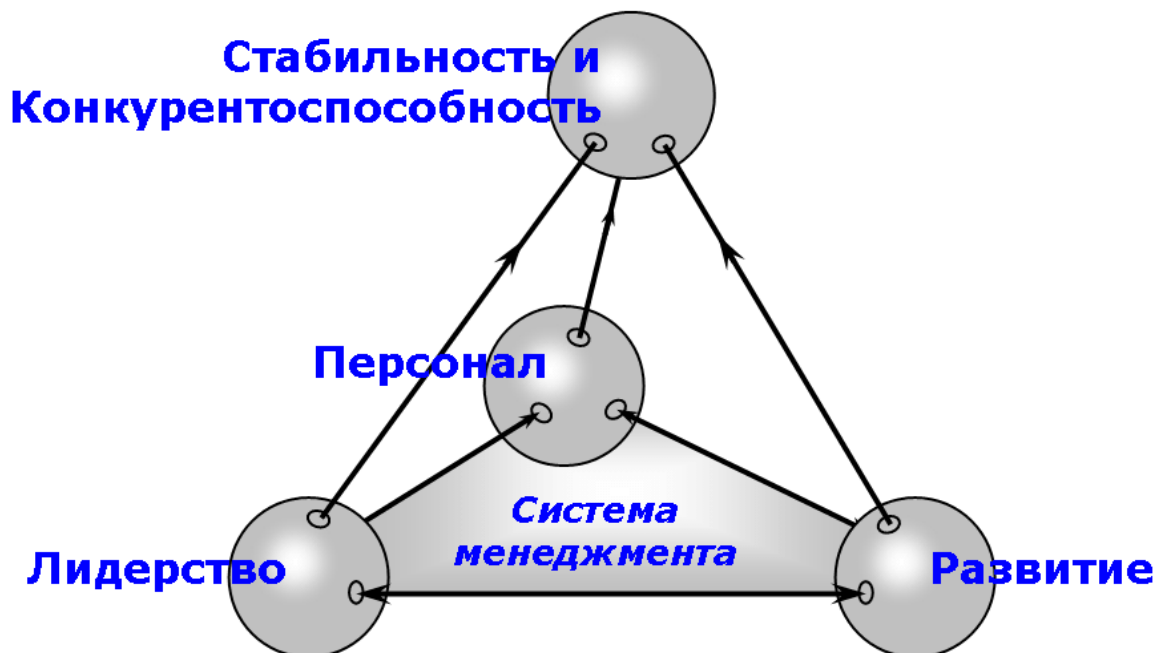 Стабильность и
Конкурентоспособность
Персонал
Система
менеджмента
Лидерство
Развитие